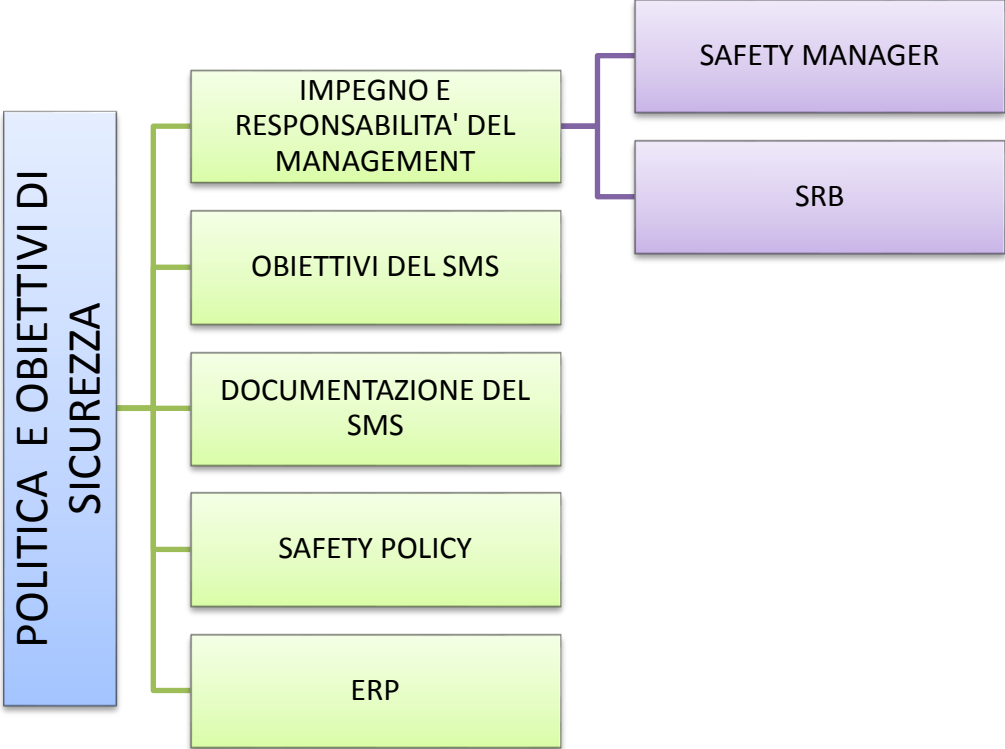 POLITICA E OBIETTIVI DI
SICUREZZA
IMPEGNO E
RESPONSABILITA' DEL
MANAGEMENT
SAFETY MANAGER
SRB
OBIETTIVI DEL SMS
DOCUMENTAZIONE DEL
SMS
SAFETY POLICY
ERP